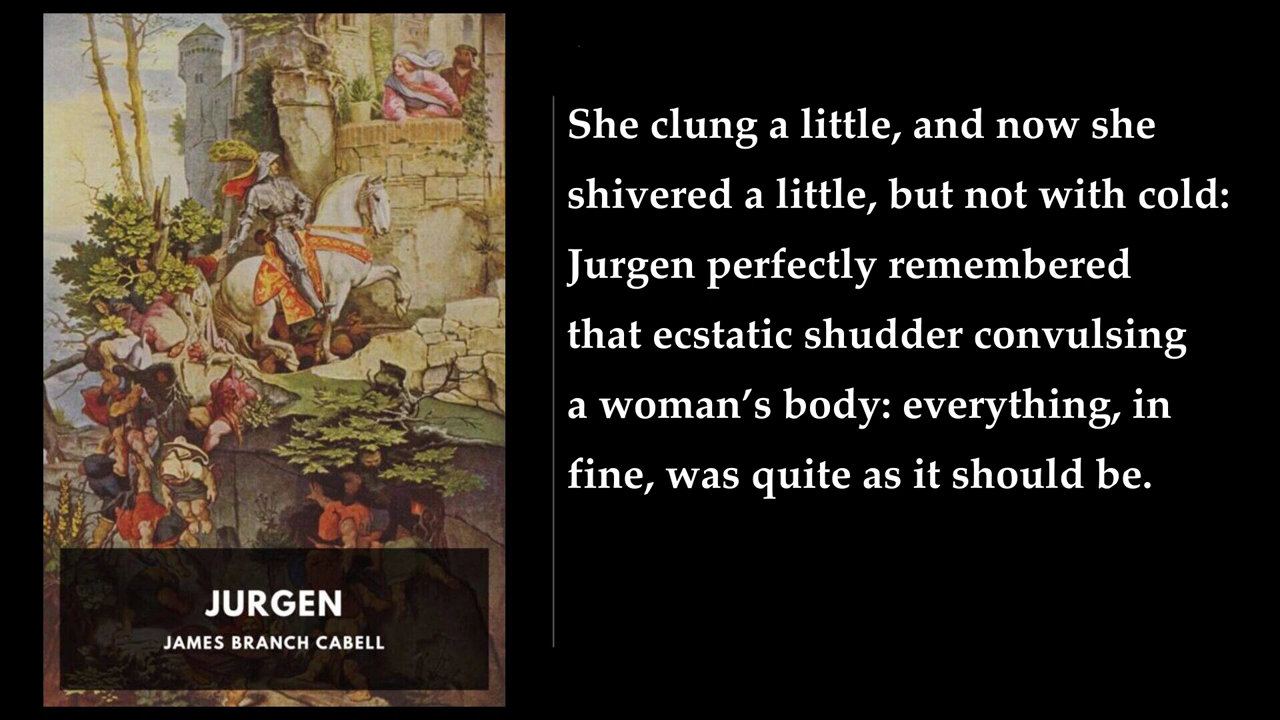 She clung a little, and now she
shivered a little, but not with cold:
Jurgen perfectly remembered
that ecstatic shudder convulsing
a woman’s body: everything, in
fine, was quite as it should be.
JURGEN
JAMES BRANCH CABELL